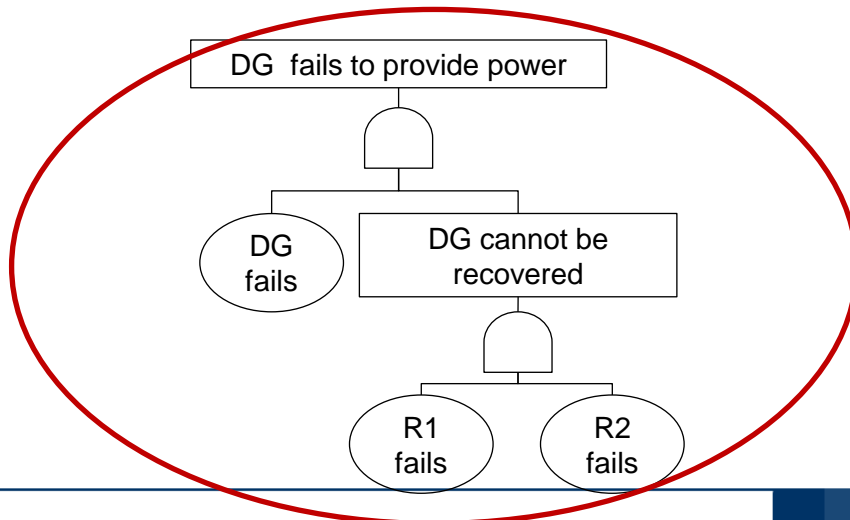 DG fails to provide power
DG
fails
DG cannot be
recovered
R1
fails
R2
fails